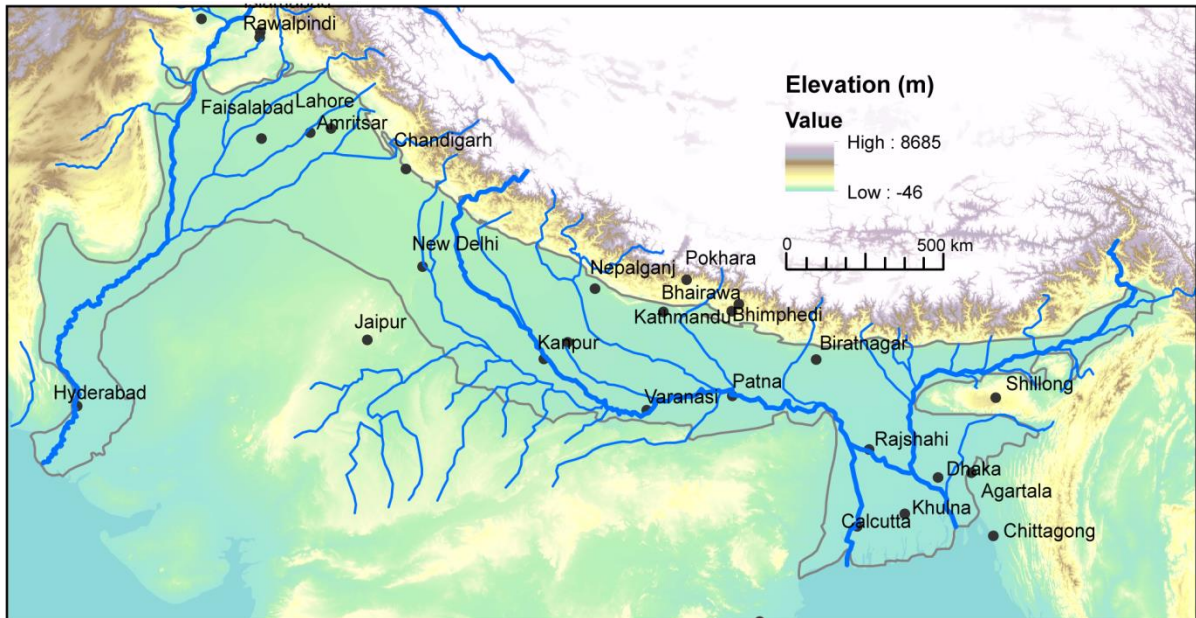 Rawalpindi
Faisalabad
Lahore
Amritsar
Chandigarh
New Delhi
Jaipur
Hyderabad
Kanpur
Nepalganj
Pokhara
Bhairawa
Kathmandu
Bhimphedi
Biratnagar
Varanasi
Patna
Shillong
Rajshahi
Dhaka
Agartala
Khulna
Calcutta
Chittagong
Elevation (m)
Value
High : 8685
Low : -46
0 500 km